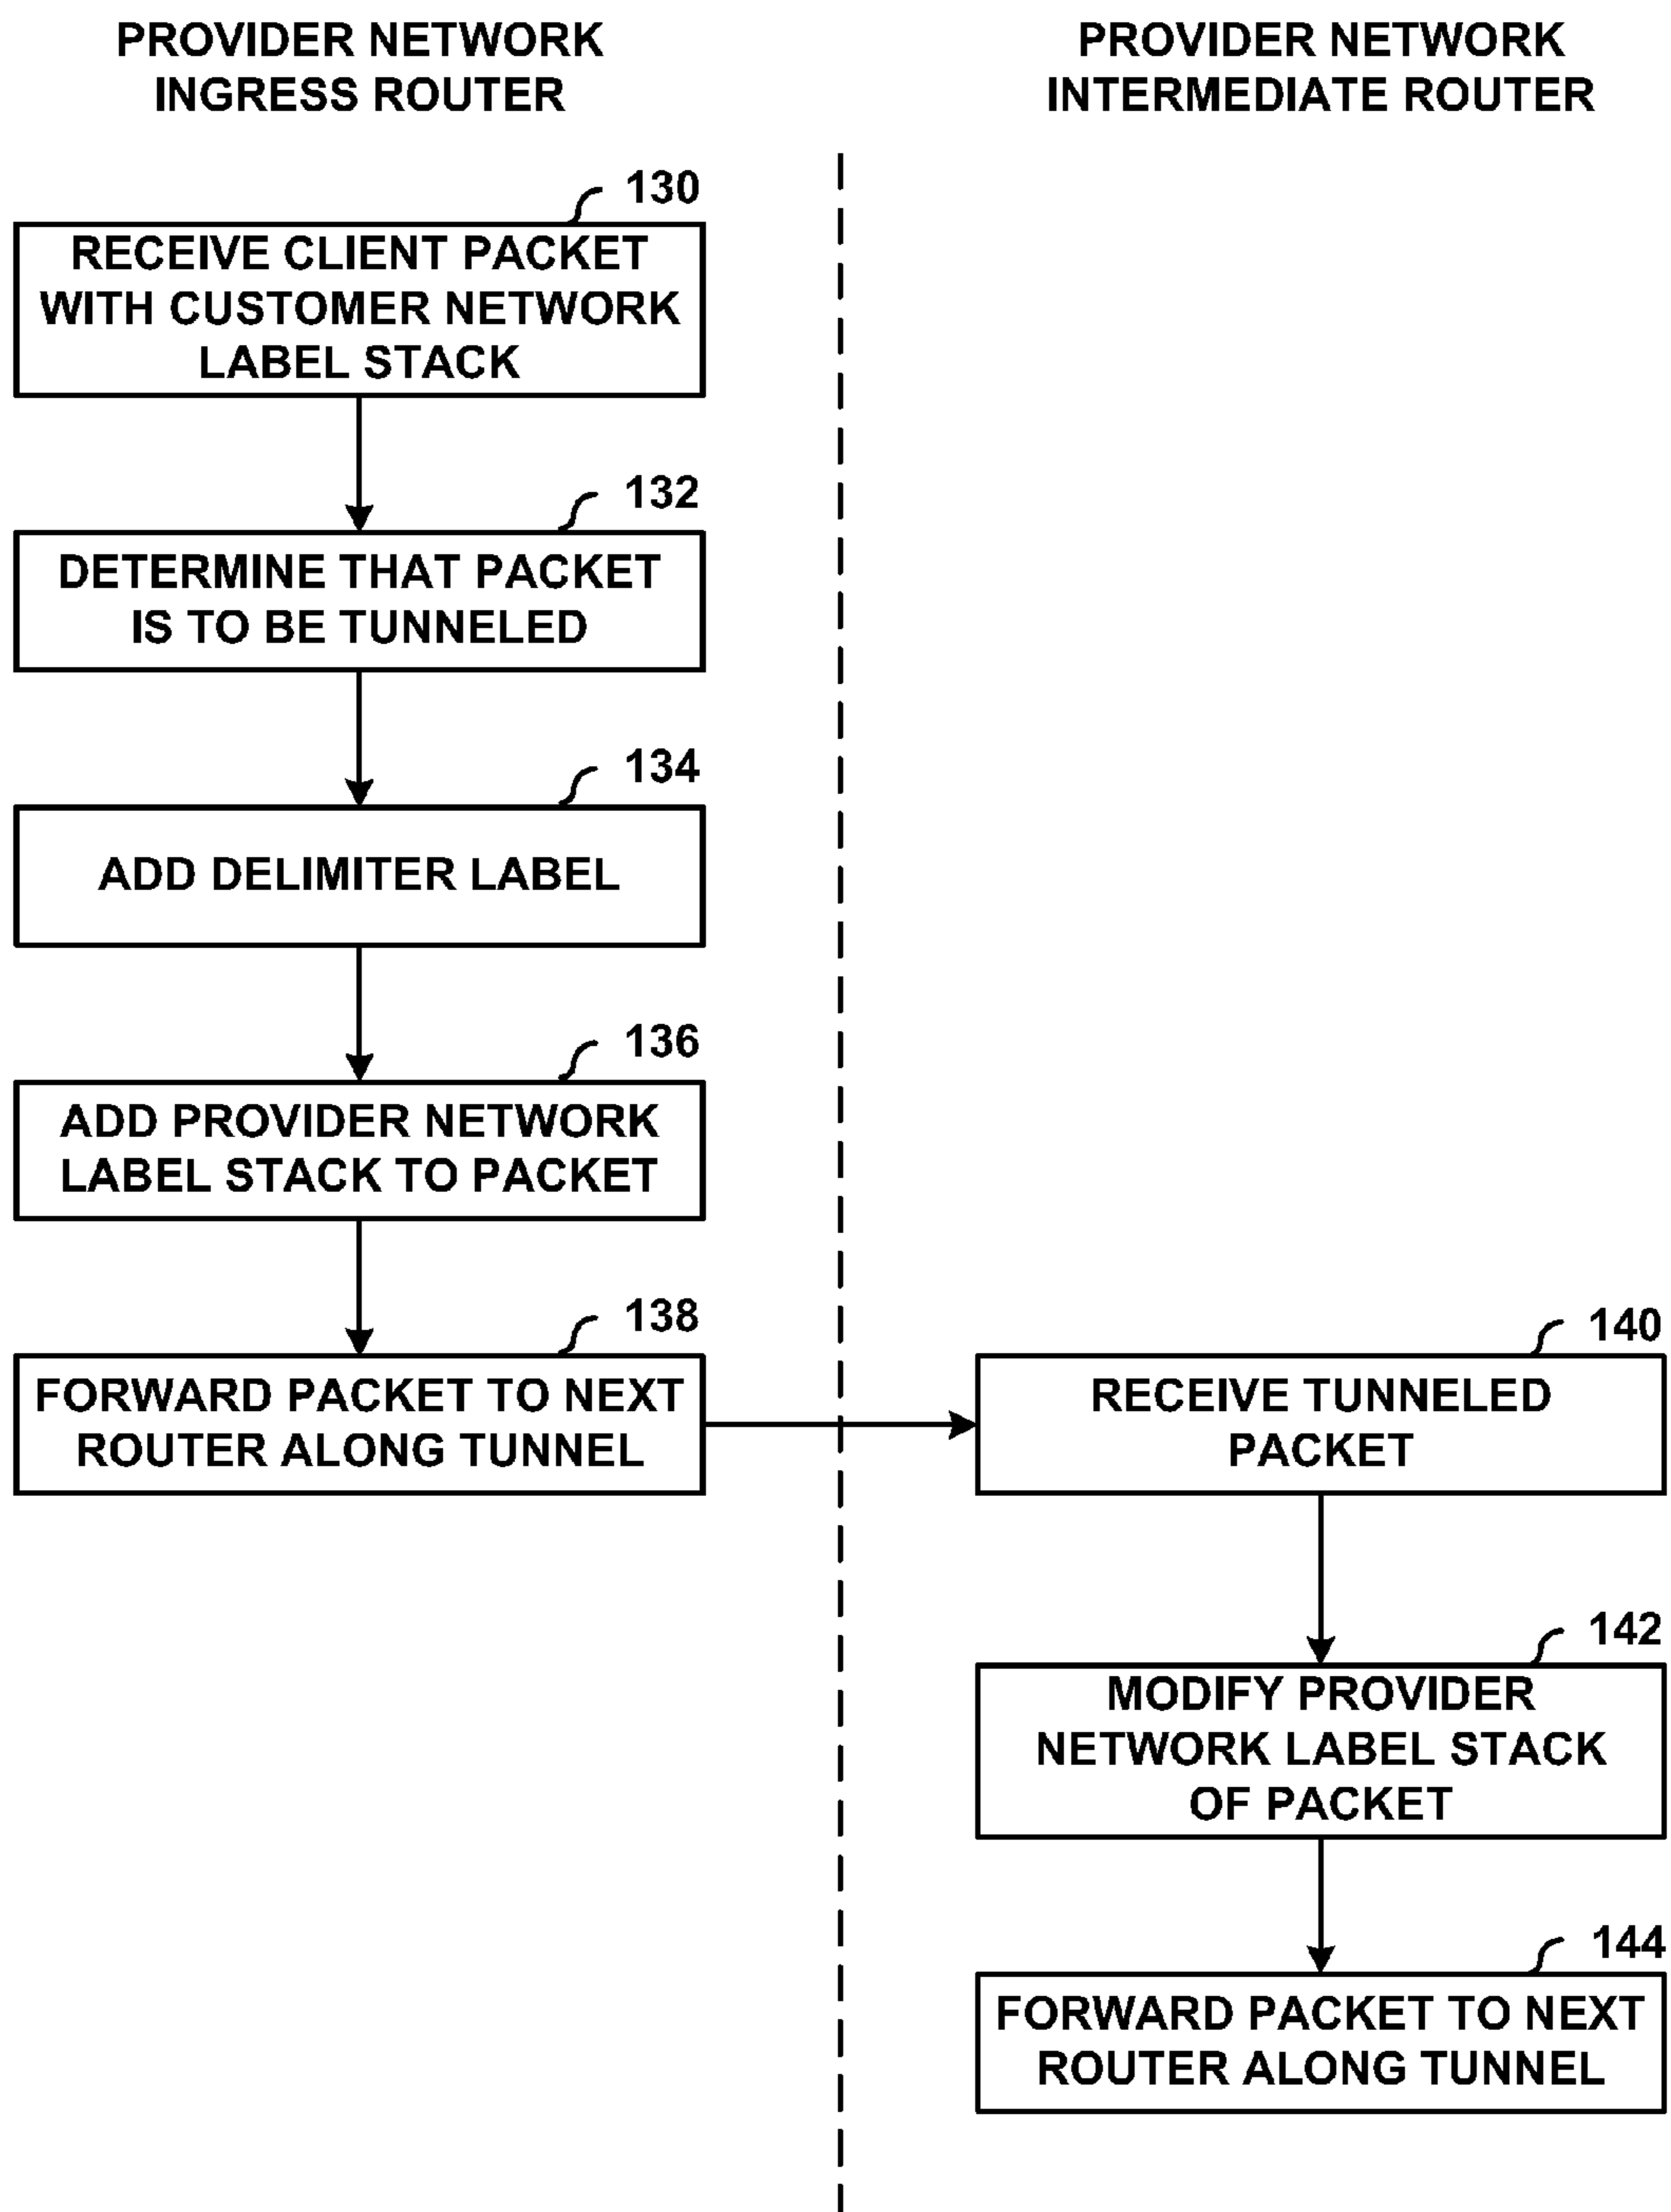 PROVIDER NETWORK
INGRESS ROUTER
130
RECEIVE CLIENT PACKET
WITH CUSTOMER NETWORK
LABEL STACK
132
DETERMINE THAT PACKET
IS TO BE TUNNELED
134
ADD DELIMITER LABEL
136
ADD PROVIDER NETWORK
LABEL STACK TO PACKET
138
FORWARD PACKET TO NEXT
ROUTER ALONG TUNNEL
PROVIDER NETWORK
INTERMEDIATE ROUTER
140
RECEIVE TUNNELED
PACKET
142
MODIFY PROVIDER
NETWORK LABEL STACK
OF PACKET
144
FORWARD PACKET TO NEXT
ROUTER ALONG TUNNEL